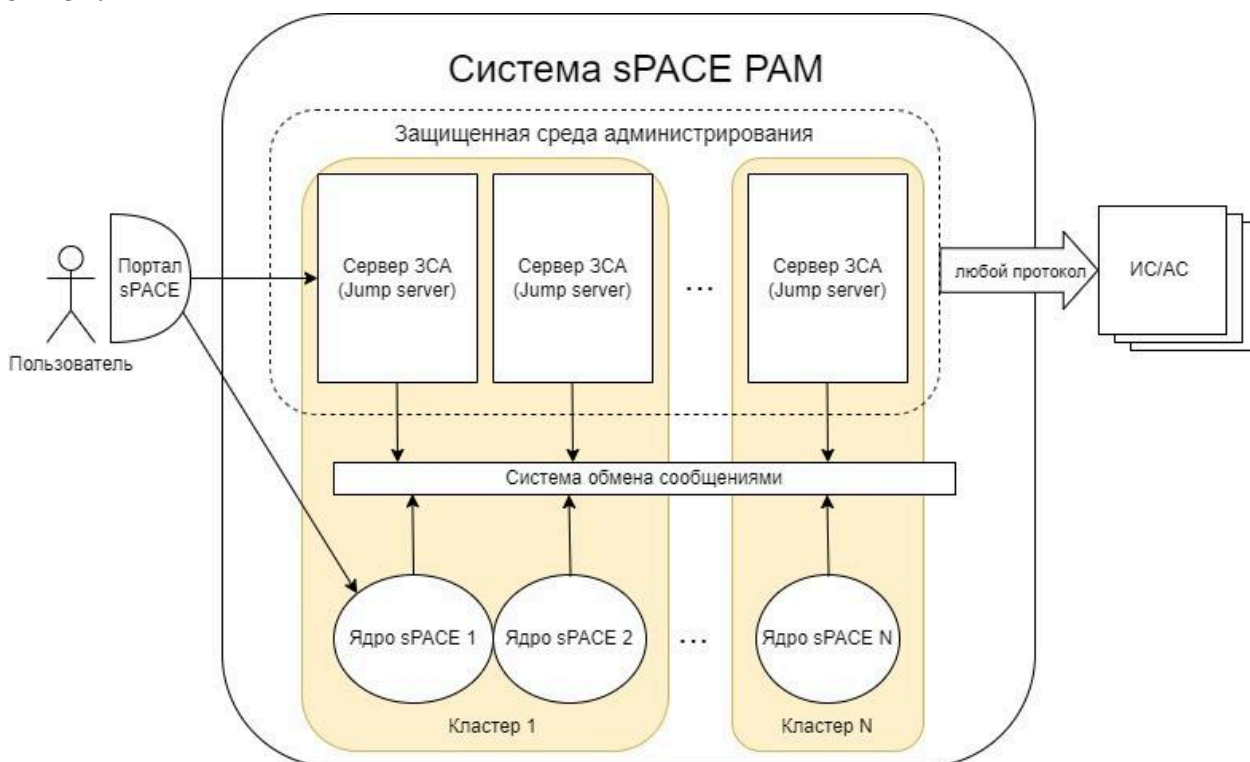 Система sPACE PAM
Защищенная среда администрирования
Портал
sPACE
Пользователь
Сервер ЗСА
(Jump server)
Сервер ЗСА
(Jump server)
...
Сервер ЗСА
(Jump server)
любой протокол
ИС/АС
Система обмена сообщениями
Ядро sPACE 1
Ядро sPACE 2
...
Ядро sPACE N
Кластер 1
Кластер N